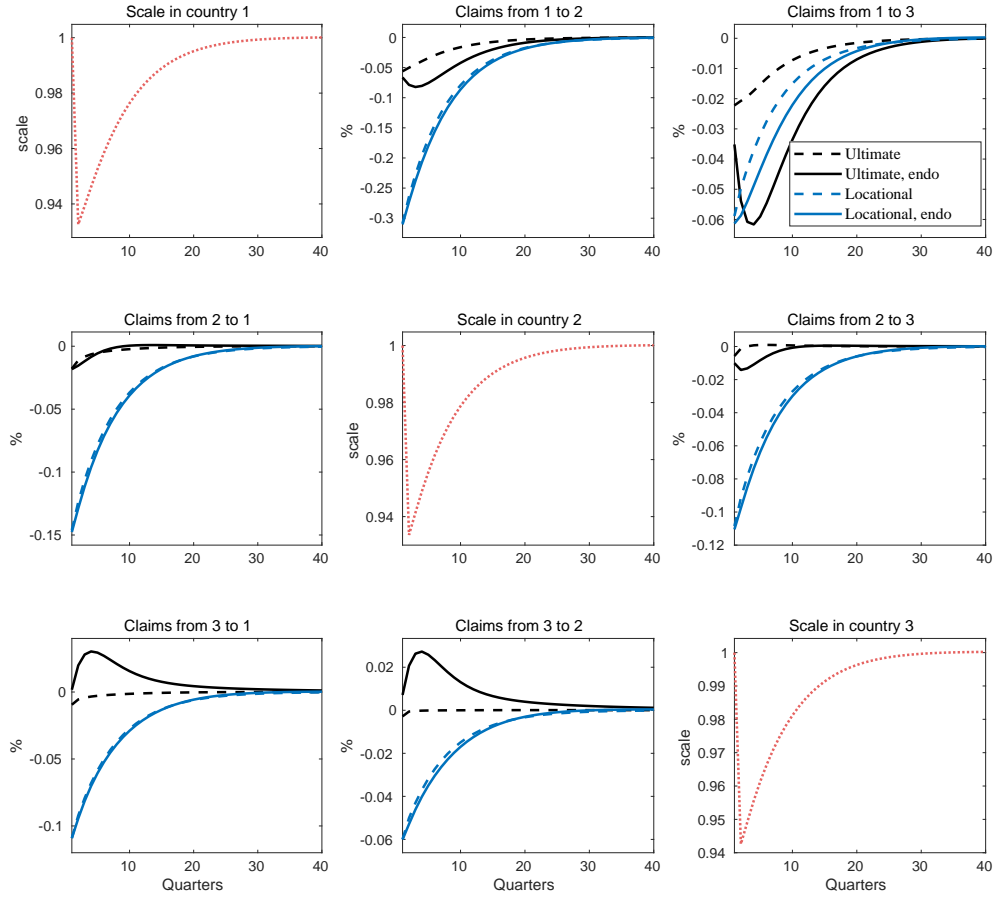 Scale in country 1
Claims from 1 to 2
Claims from 1 to 3
1
0.98
0.96
0.94
scale
10 20 30 40
0
-0.05
-0.1
-0.15
-0.2
-0.25
-0.3
%
10 20 30 40
0
-0.01
-0.02
-0.03
-0.04
-0.05
-0.06
%
10 20 30 40
Ultimate
Ultimate, endo
Locational
Locational, endo
Claims from 2 to 1
Scale in country 2
Claims from 2 to 3
0
-0.05
-0.1
-0.15
%
10 20 30 40
1
0.98
0.96
0.94
scale
10 20 30 40
0
-0.02
-0.04
-0.06
-0.08
-0.1
-0.12
%
10 20 30 40
Claims from 3 to 1
Claims from 3 to 2
Scale in country 3
0
-0.05
-0.1
%
10 20 30 40
Quarters
0.02
0
-0.02
-0.04
-0.06
%
10 20 30 40
Quarters
1
0.99
0.98
0.97
0.96
0.95
0.94
scale
10 20 30 40
Quarters